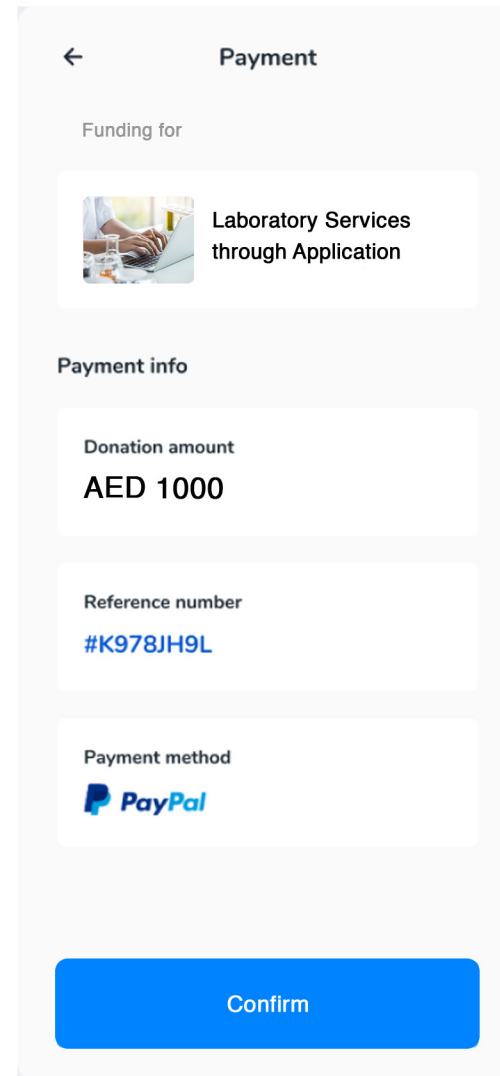 Payment
Funding for
Laboratory Services
through Application
Payment info
Donation amount
AED 1000
Reference number
#K978JH9L
Payment method
PayPal
Confirm